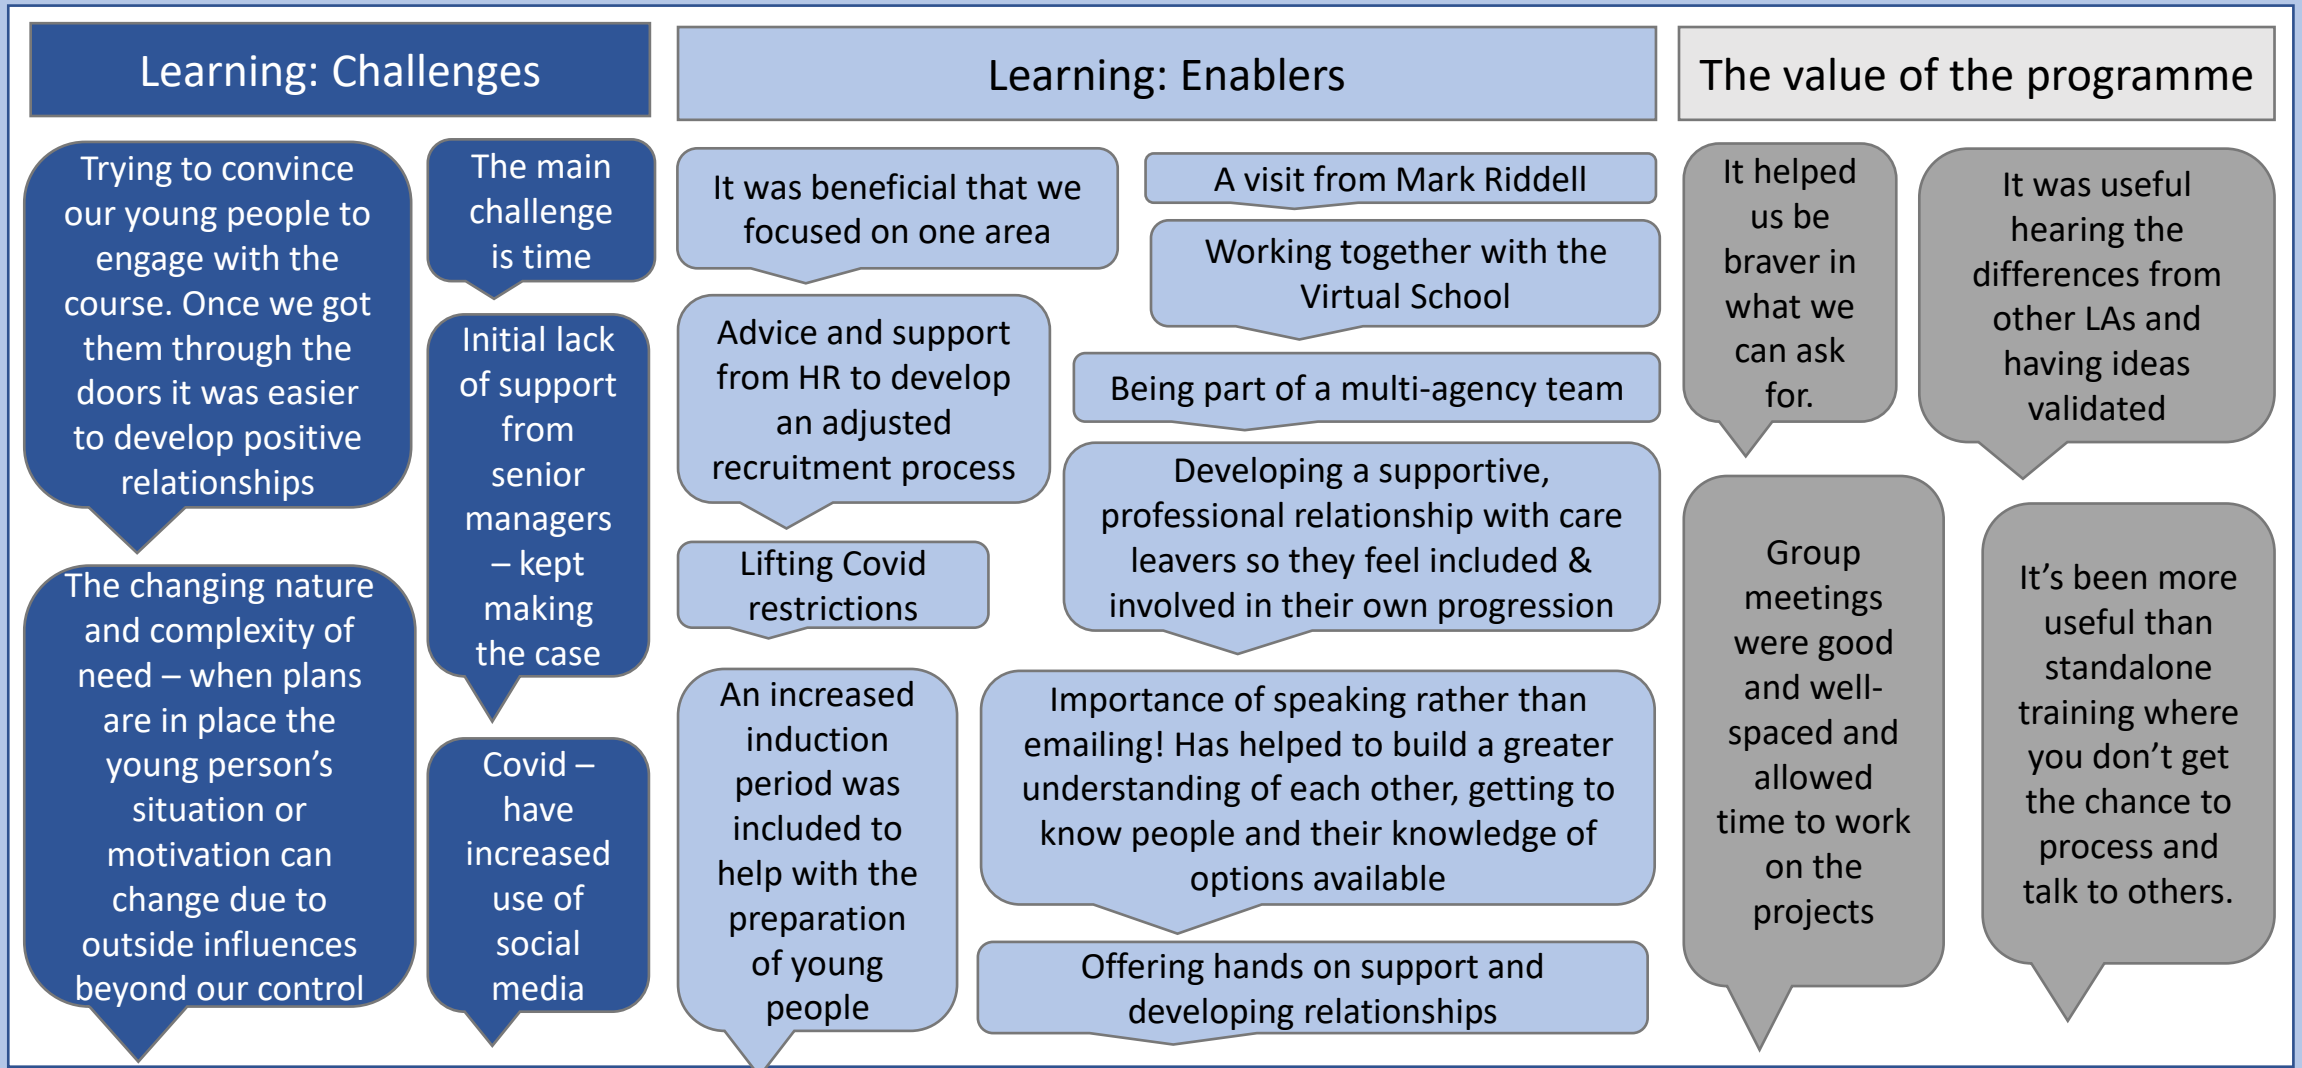 Learning: Challenges
Trying to convince
our young people to
engage with the
course. Once we got
them through the
doors it was easier
to develop positive
relationships
The main
challenge
is time
Initial lack
of support
from
senior
managers
– kept
making
the case
The changing nature
and complexity of
need – when plans
are in place the
young person’s
situation or
motivation can
change due to
outside influences
beyond our control
Covid –
have
increased
use of
social
media
Learning: Enablers
It was beneficial that we
focused on one area
A visit from Mark Riddell
Working together with the
Virtual School
Advice and support
from HR to develop
an adjusted
recruitment process
Being part of a multi-agency team
Developing a supportive,
professional relationship with care
leavers so they feel included &
involved in their own progression
Lifting Covid
restrictions
An increased
induction
period was
included to
help with the
preparation
of young
people
Importance of speaking rather than
emailing! Has helped to build a greater
understanding of each other, getting to
know people and their knowledge of
options available
Offering hands on support and
developing relationships
The value of the programme
It helped
us be
braver in
what we
can ask
for.
It was useful
hearing the
differences from
other LAs and
having ideas
validated
Group
meetings
were good
and well-
spaced and
allowed
time to work
on the
projects
It’s been more
useful than
standalone
training where
you don’t get
the chance to
process and
talk to others.